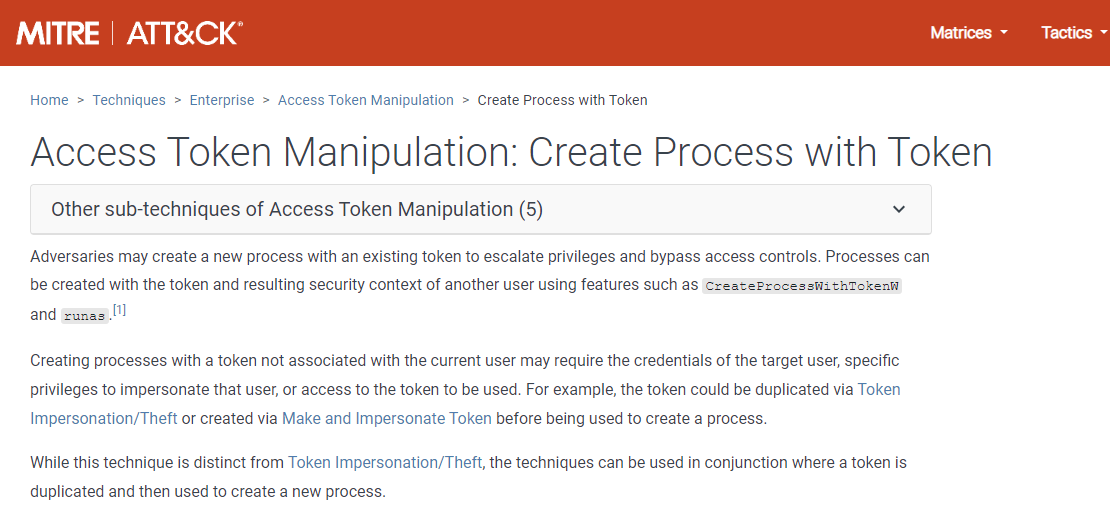 MITRE | ATT&CK®
Matrices
Tactics
Home > Techniques > Enterprise > Access Token Manipulation > Create Process with Token
Access Token Manipulation: Create Process with Token
Other sub-techniques of Access Token Manipulation (5)
Adversaries may create a new process with an existing token to escalate privileges and bypass access controls. Processes can
be created with the token and resulting security context of another user using features such as CreateProcessWithTokenW
and runas.[1]
Creating processes with a token not associated with the current user may require the credentials of the target user, specific
privileges to impersonate that user, or access to the token to be used. For example, the token could be duplicated via Token
Impersonation/Theft or created via Make and Impersonate Token before being used to create a process.
While this technique is distinct from Token Impersonation/Theft, the techniques can be used in conjunction where a token is
duplicated and then used to create a new process.